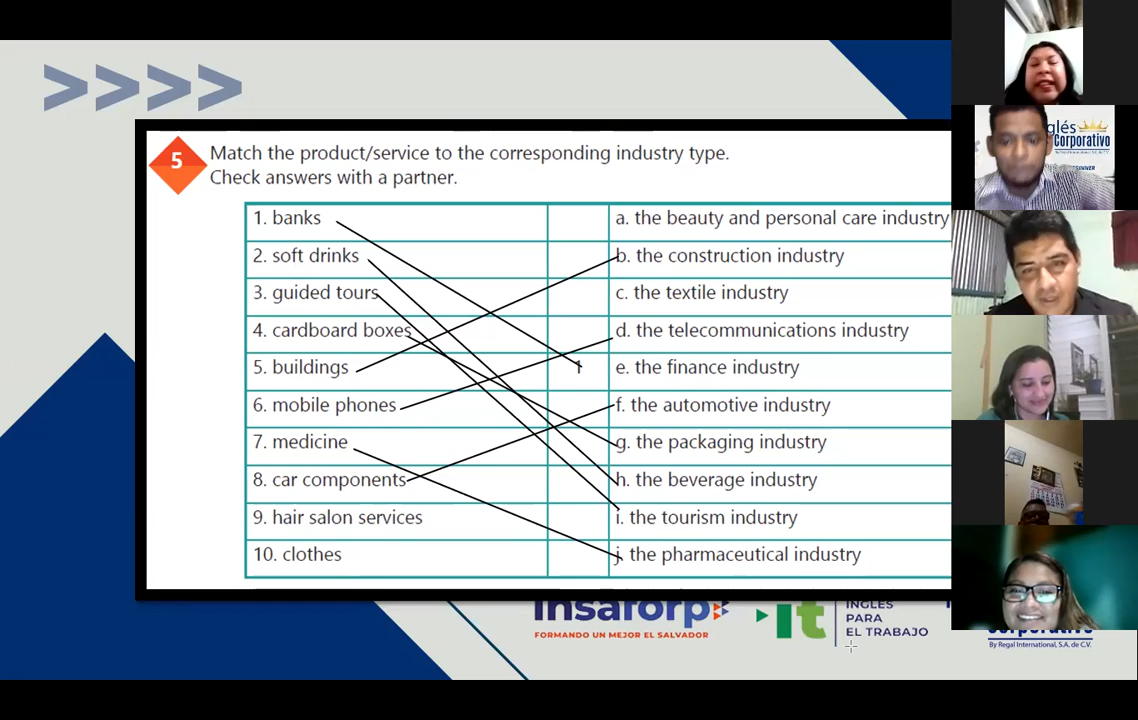 >>>>
5
Match the product/service to the corresponding industry type.
Check answers with a partner.
1. banks
a. the beauty and personal care industry
2. soft drinks
b. the construction industry
3. guided tours
c. the textile industry
4. cardboard boxes
d. the telecommunications industry
5. buildings
1
e. the finance industry
6. mobile phones
f. the automotive industry
7. medicine
g. the packaging industry
8. car components
h. the beverage industry
9. hair salon services
i. the tourism industry
10. clothes
j. the pharmaceutical industry
insaforp
FORMANDO UN MEJOR EL SALVADOR
it
INGLÉS
PARA
EL TRABAJO
Corporativo
By Regal International, S.A. de C.V.
glés
Corporativo